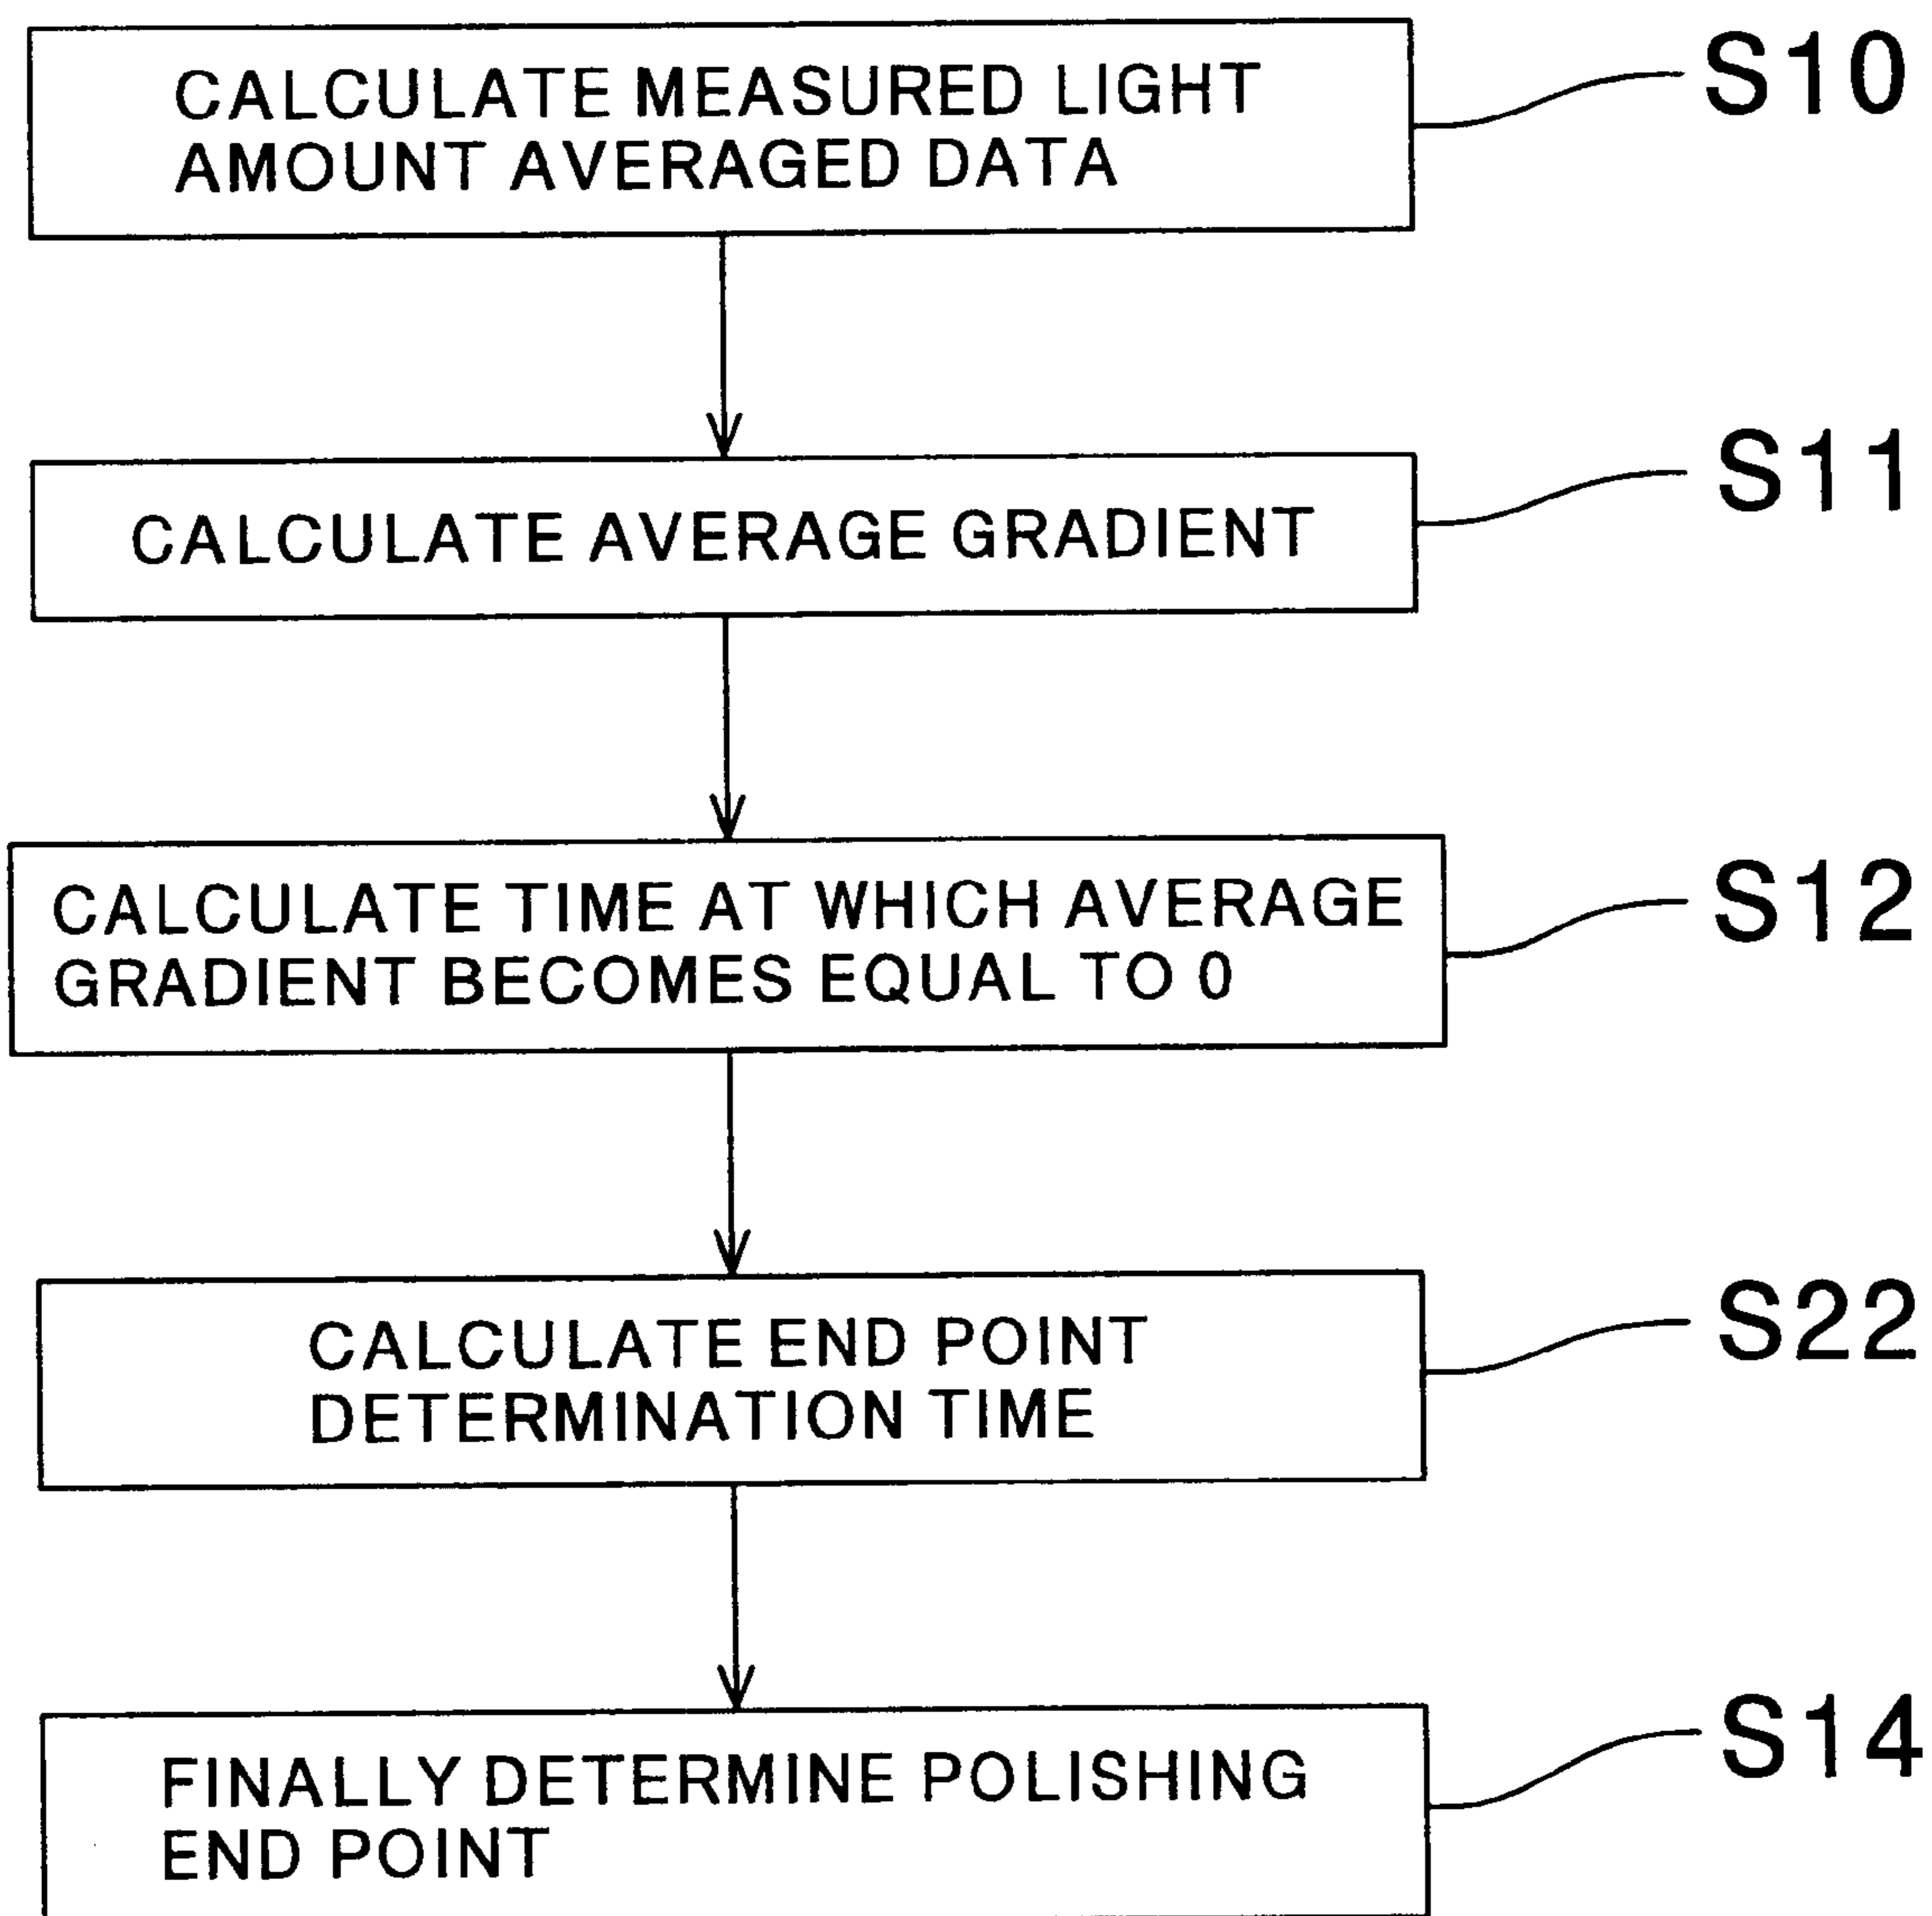 CALCULATE MEASURED LIGHT
AMOUNT AVERAGED DATA
S10
CALCULATE AVERAGE GRADIENT
S11
CALCULATE TIME AT WHICH AVERAGE
GRADIENT BECOMES EQUAL TO 0
S12
CALCULATE END POINT
DETERMINATION TIME
S22
FINALLY DETERMINE POLISHING
END POINT
S14